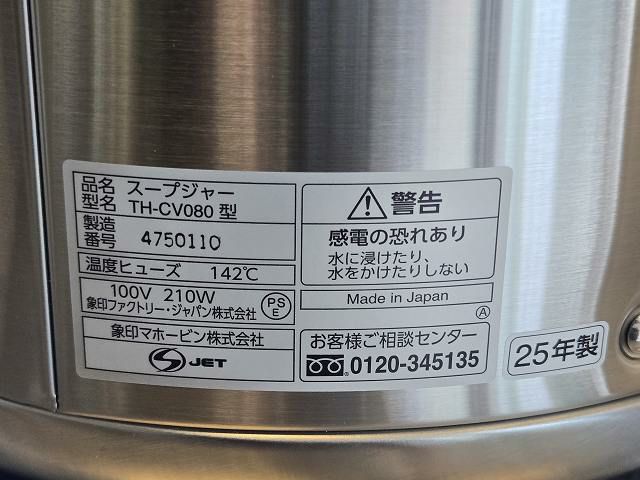 品名 スープジャー
型名 TH-CV080 型
製造
番号 4750110
温度ヒューズ 142℃
100V 210W
象印ファクトリー・ジャパン株式会社
PS
E
象印マホービン株式会社
S JET
警告
感電の恐れあり
水に浸けたり、
水をかけたりしない
Made in Japan
A
お客様ご相談センター
0120-345135
25年製